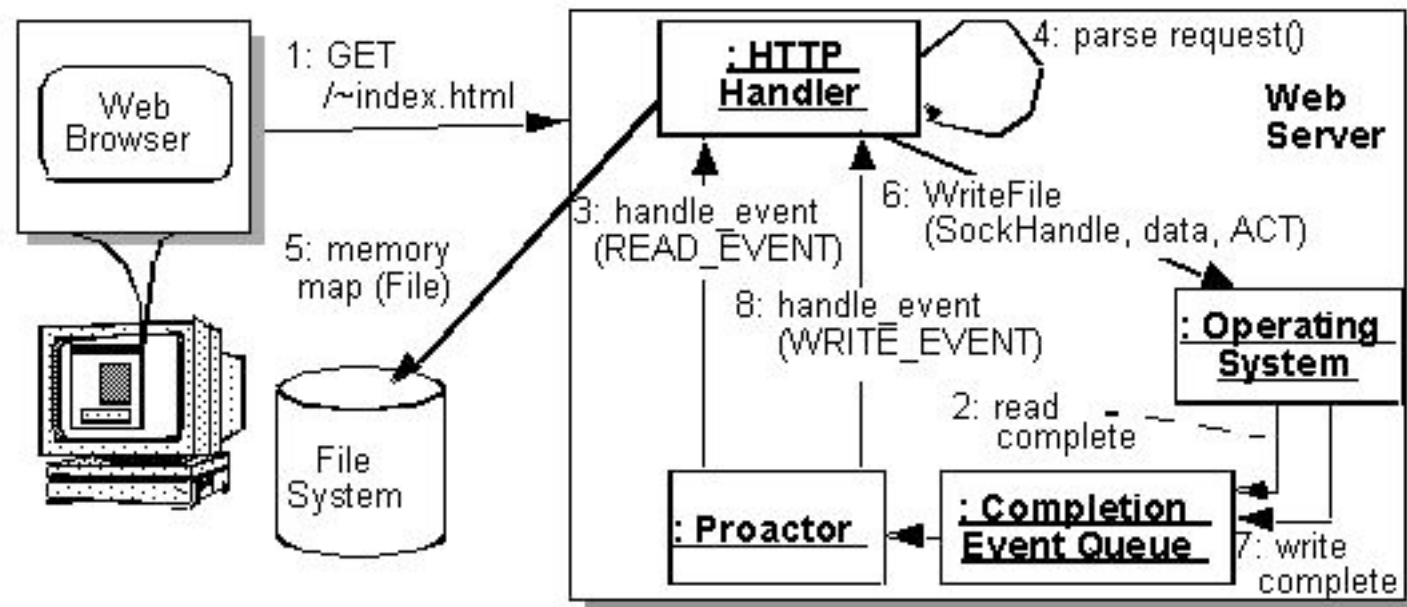 1: GET
/~index.html
Web
Browser
: HTTP
Handler
4: parse request()
Web
Server
3: handle_event
(READ_EVENT)
6: WriteFile
(SockHandle, data, ACT)
5: memory
map (File)
8: handle_event
(WRITE_EVENT)
: Operating
System
2: read
complete
File
System
: Proactor
: Completion
Event Queue
7: write
complete